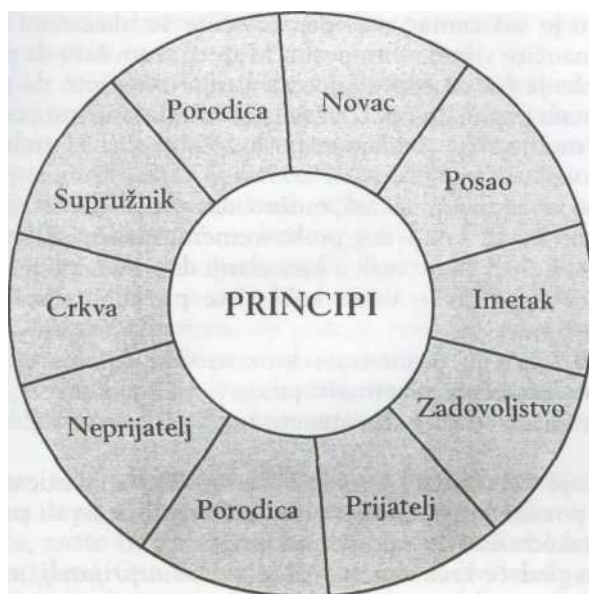 Porodica
Novac
Posao
Imetak
Zadovoljstvo
Prijatelj
Porodica
Neprijatelj
Crkva
Supružnik
PRINCIPI